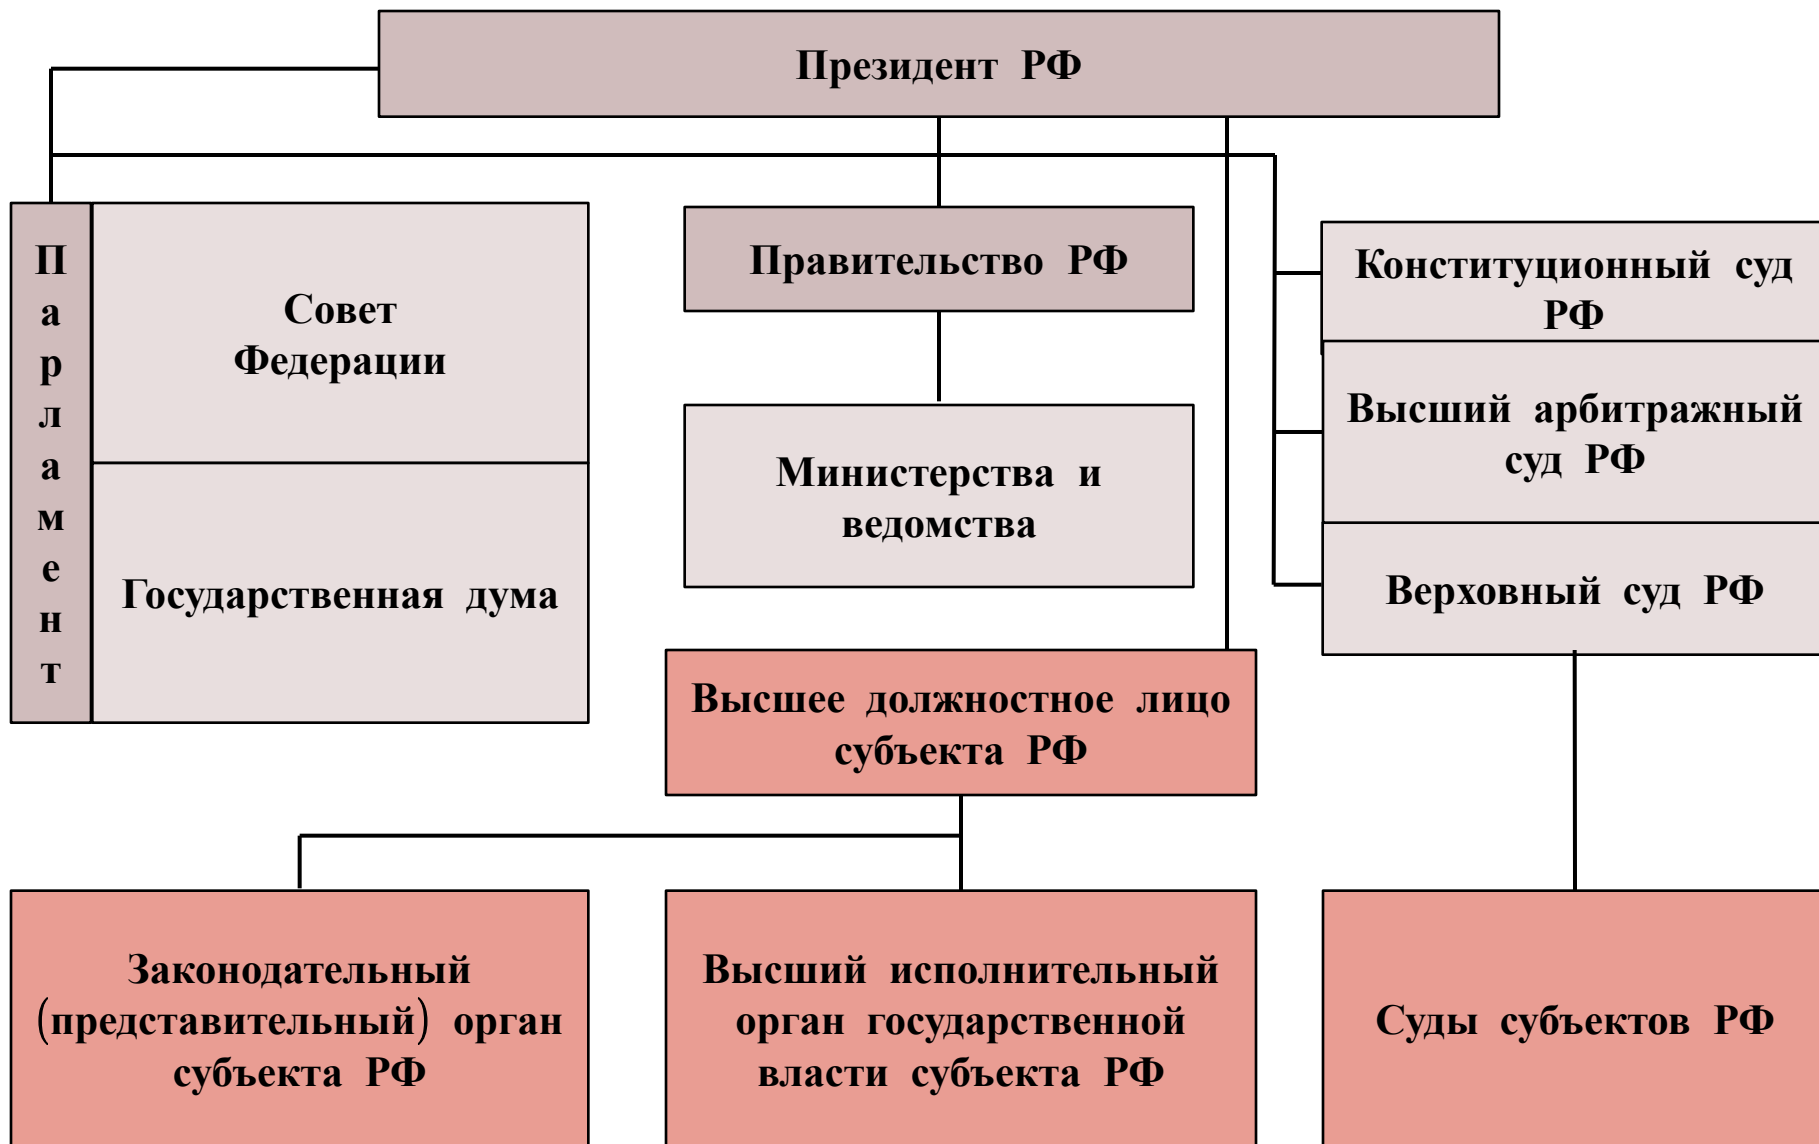 Президент РФ
Парламент
Совет
Федерации
Государственная дума
Правительство РФ
Министерства и
ведомства
Конституционный суд
РФ
Высший арбитражный
суд РФ
Верховный суд РФ
Высшее должностное лицо
субъекта РФ
Законодательный
(представительный) орган
субъекта РФ
Высший исполнительный
орган государственной
власти субъекта РФ
Суды субъектов РФ